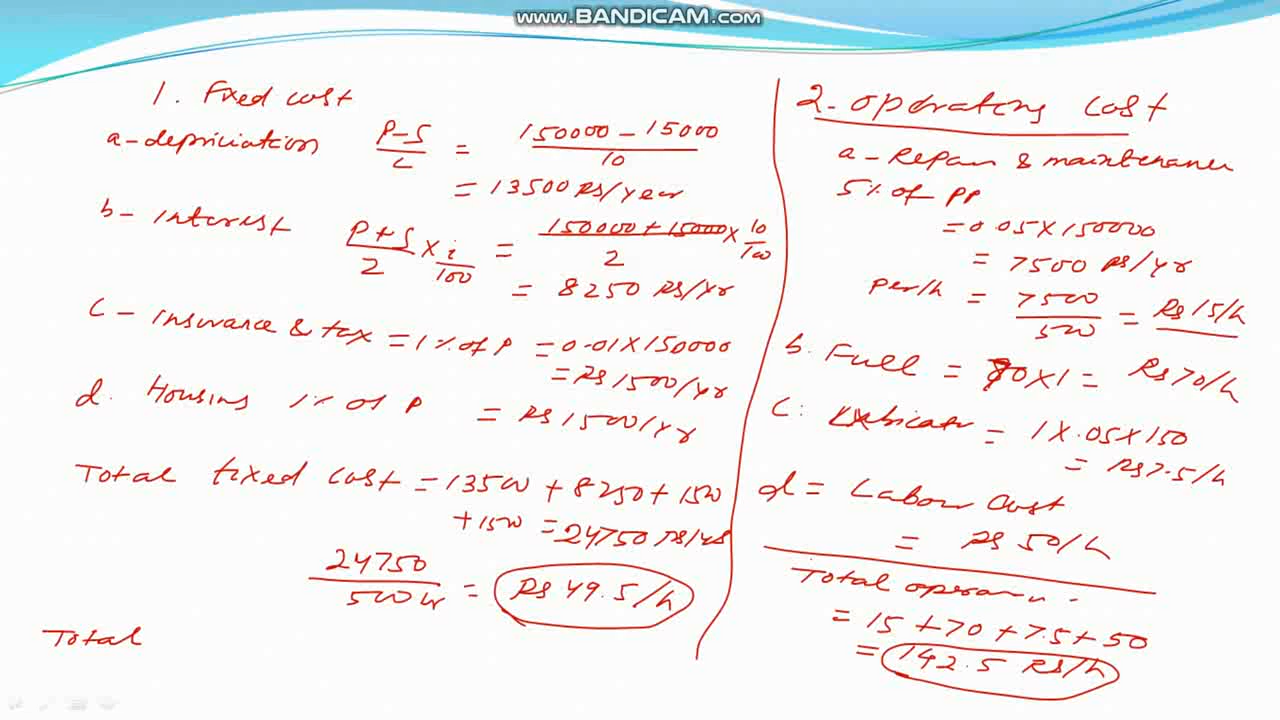 www.BANDICAM.com
1. Fixed cost
a- depriciation P-S/L = 150000 - 15000/10
= 13500 RS/year
b- interest P+S/2 × i/100 = 150000 + 15000/2 × 10/100
= 8250 RS/yr
C - insurance & tax = 1% of P = 0.01 X 150000
= RS 1500/yr
d. Housing 1% of P = RS 1500/yr
Total fixed cost = 13500 + 8250 + 1500
+ 1500 = 24750 RS/yr
24750/500 hr = RS 49.5/h
Total
2- operating cost
a - Repair & maintenance
5% of PP
= 0.05 X 150000
= 7500 RS/yr
per/h = 7500/500 = RS 15/h
b. Full = 70 X 1 = RS 70/h
C: = 1 X .05 X 150
= RS 7.5/h
d = Labour Cost
= RS 50/h
Total
= 15 + 70 + 7.5 + 50
= 142.5 RS/h